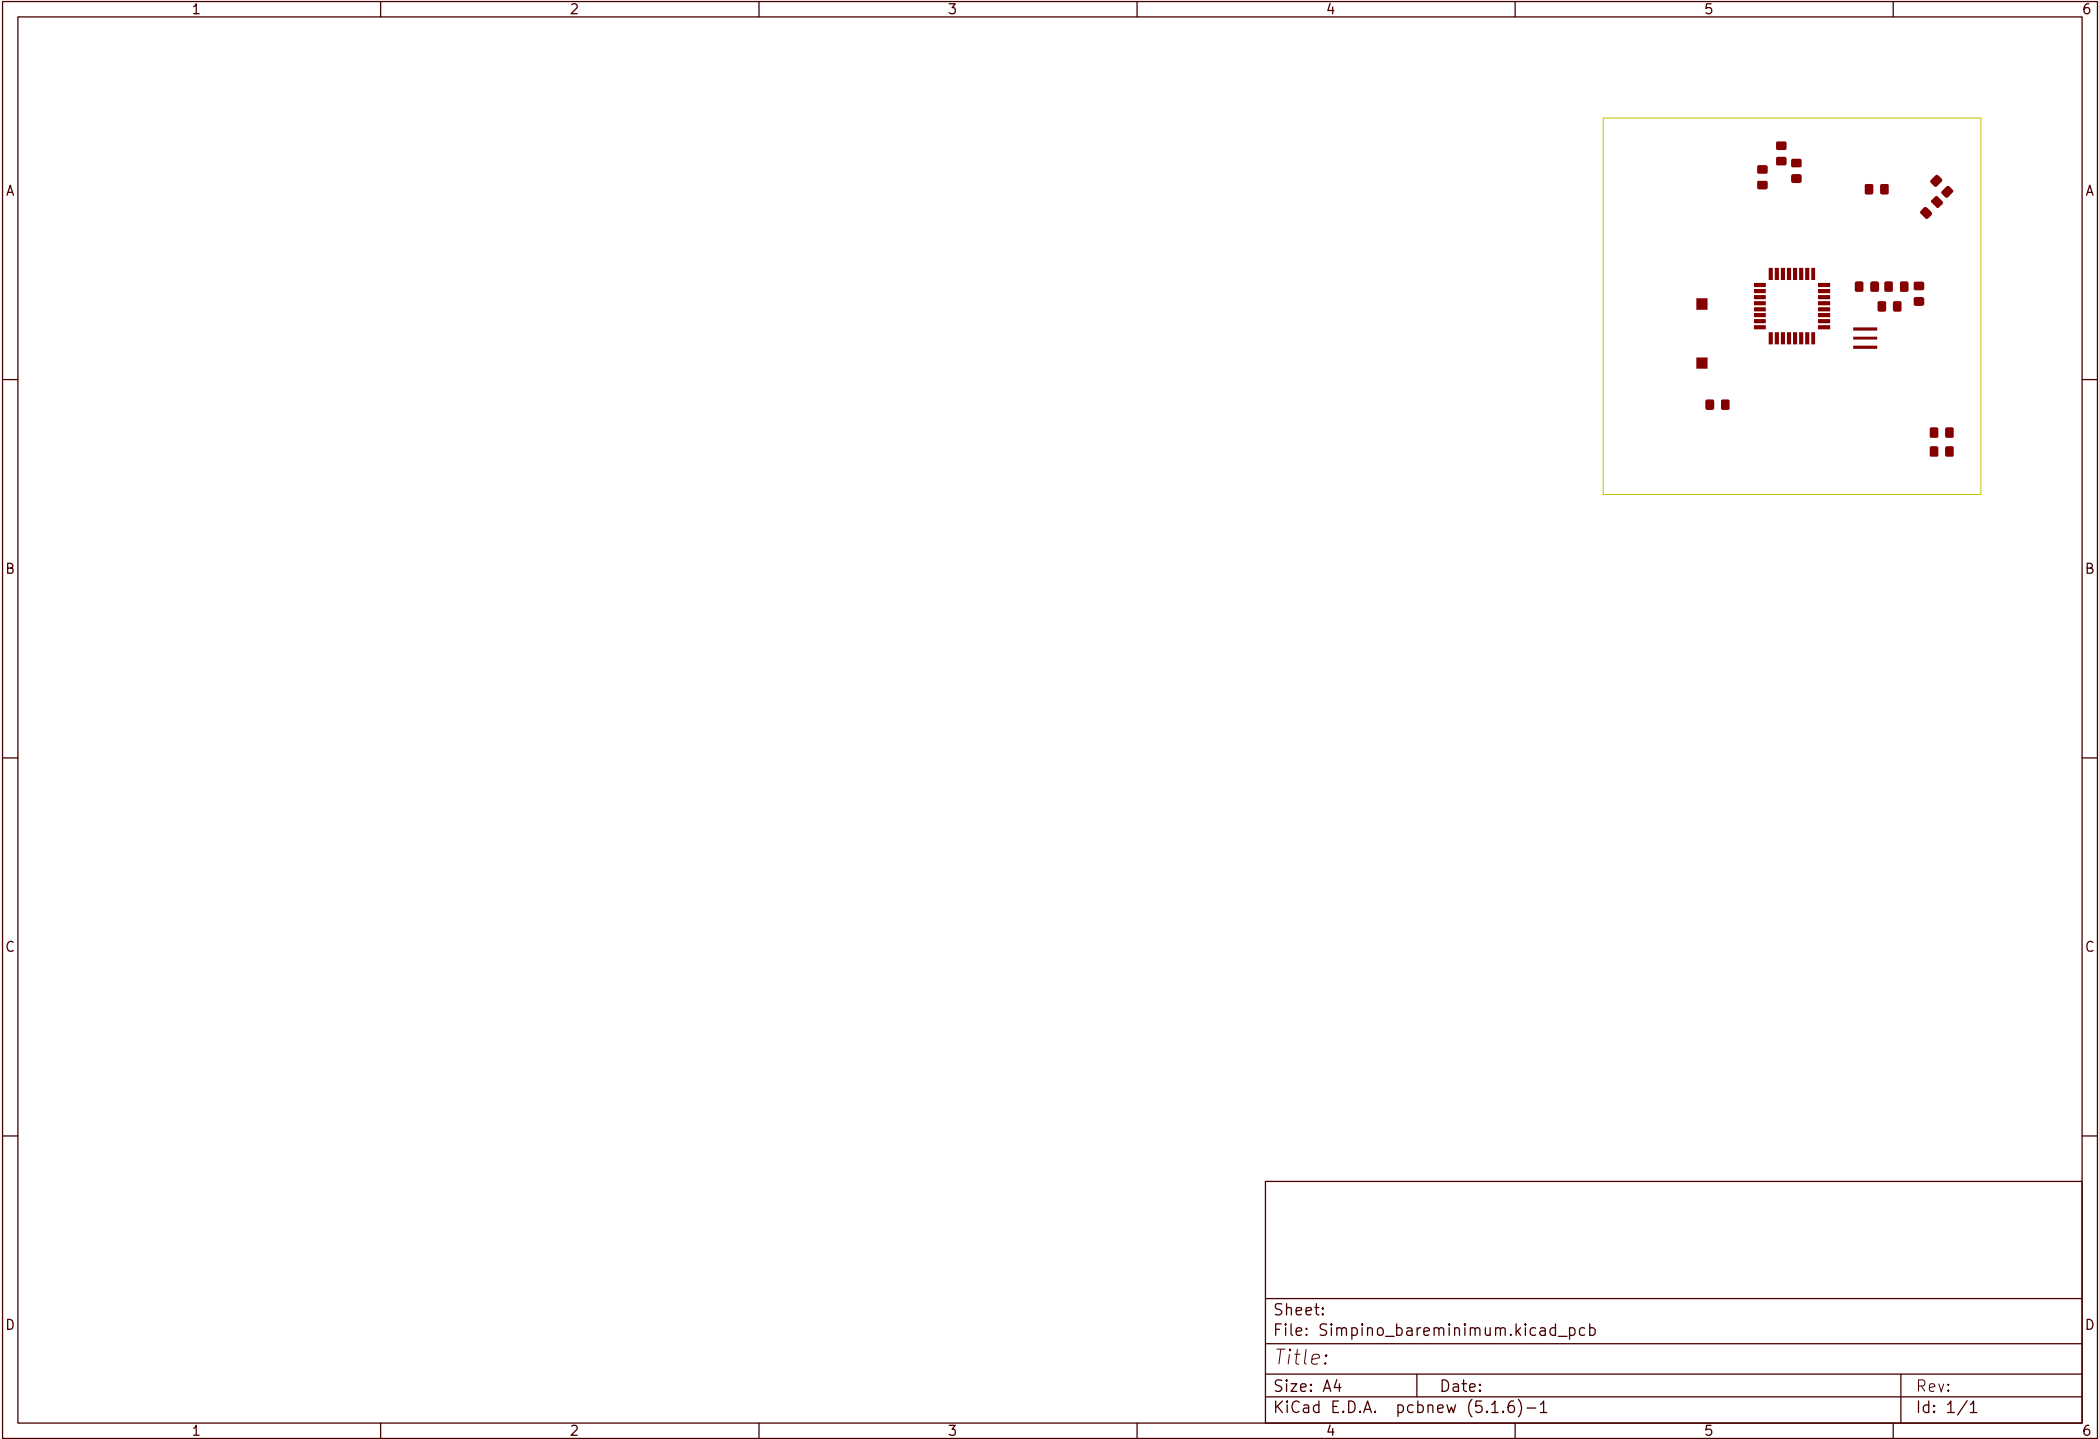 1 2 3 4 5 6
A A
B B
C C
D D
Sheet:
File: Simpino_bareminimum.kicad_pcb
Title:
Size: A4 Date: Rev:
KiCad E.D.A. pcbnew (5.1.6)-1 Id: 1/1
1 2 3 4 5 6